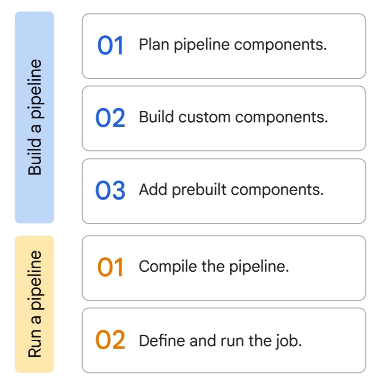 Build a pipeline
01 Plan pipeline components.
02 Build custom components.
03 Add prebuilt components.
Run a pipeline
01 Compile the pipeline.
02 Define and run the job.